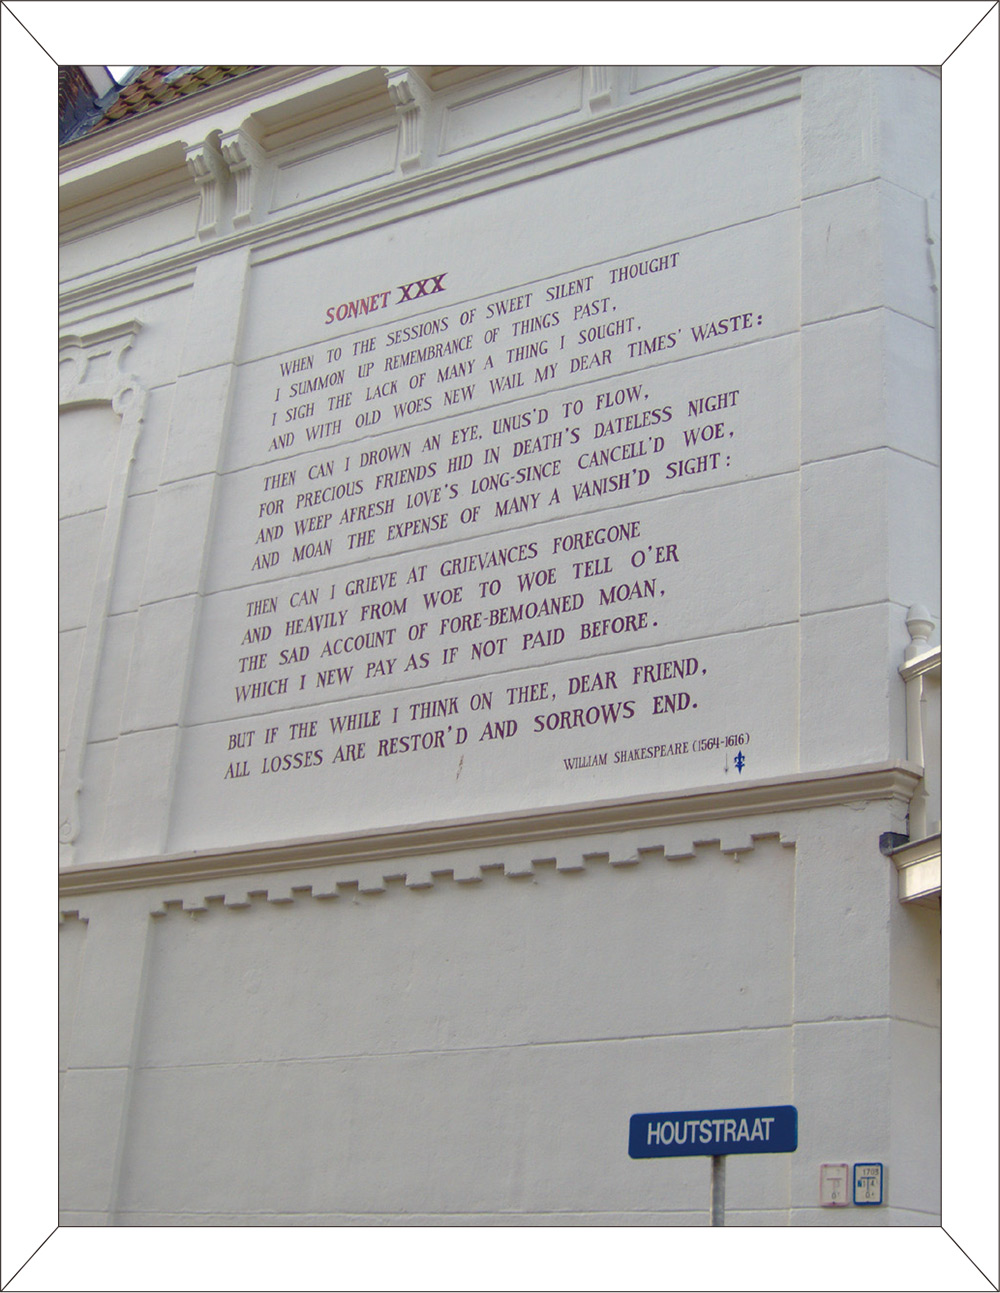 SONNET XXX
WHEN TO THE SESSIONS OF SWEET SILENT THOUGHT
I SUMMON UP REMEMBRANCE OF THINGS PAST,
I SIGH THE LACK OF MANY A THING I SOUGHT,
AND WITH OLD WOES NEW WAIL MY DEAR TIMES' WASTE:
THEN CAN I DROWN AN EYE, UNUS'D TO FLOW,
FOR PRECIOUS FRIENDS HID IN DEATH'S DATELESS NIGHT
AND WEEP AFRESH LOVE'S LONG-SINCE CANCELL'D WOE,
AND MOAN THE EXPENSE OF MANY A VANISH'D SIGHT:
THEN CAN I GRIEVE AT GRIEVANCES FOREGONE
AND HEAVILY FROM WOE TO WOE TELL O'ER
THE SAD ACCOUNT OF FORE-BEMOANED MOAN,
WHICH I NEW PAY AS IF NOT PAID BEFORE.
BUT IF THE WHILE I THINK ON THEE, DEAR FRIEND,
ALL LOSSES ARE RESTOR'D AND SORROWS END.
WILLIAM SHAKESPEARE (1564-1616)
HOUTSTRAAT